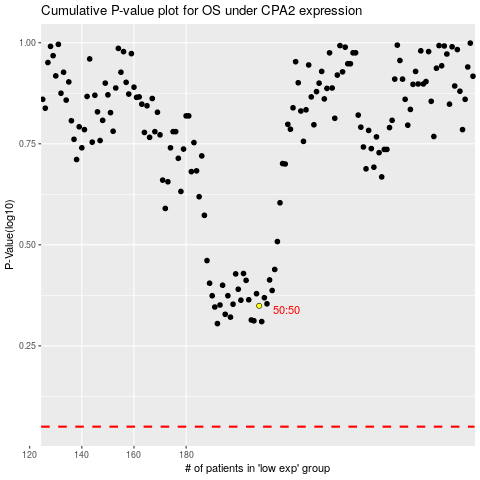 Cumulative P-value plot for OS under CPA2 expression
P-Value(log10)
1.00
0.75
0.50
0.25
50:50
120 140 160 180
# of patients in 'low exp' group